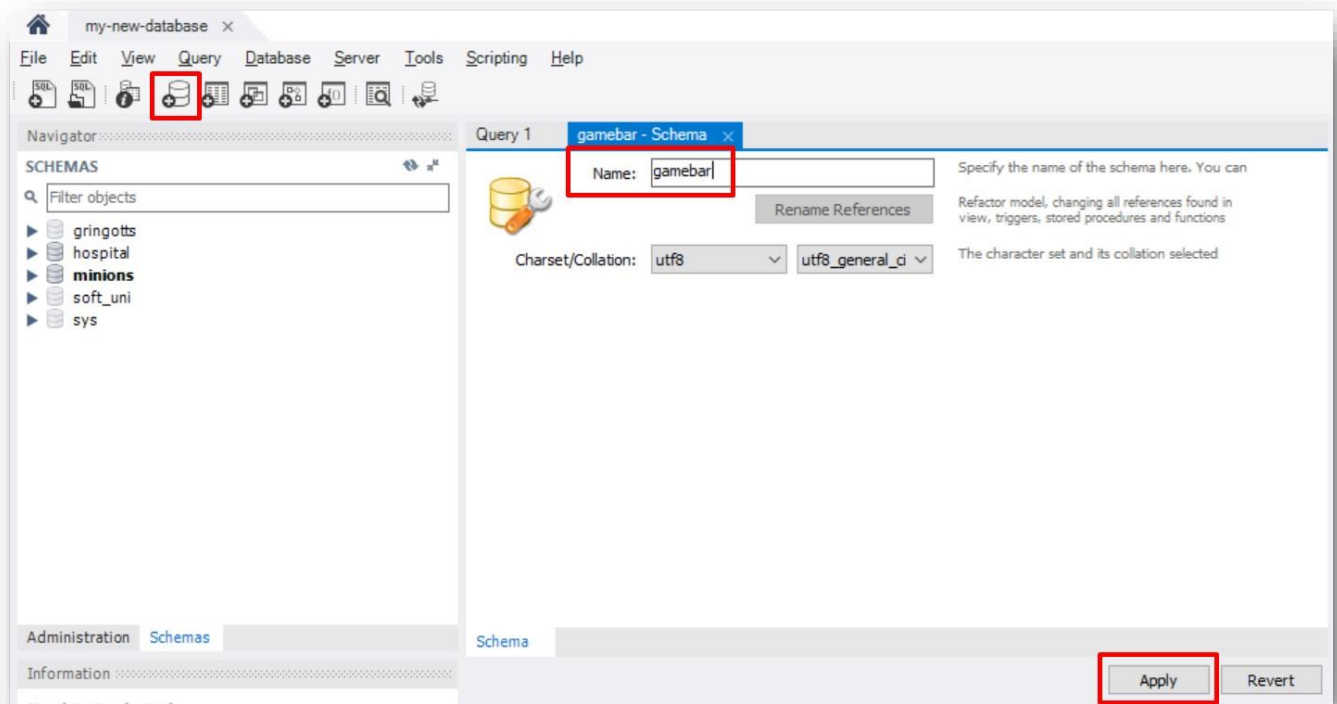 my-new-database ×
File Edit View Query Database Server Tools Scripting Help
SQL SQL
Navigator
SCHEMAS
Filter objects
gringotts
hospital
minions
soft_uni
sys
Administration Schemas
Information
Query 1 gamebar - Schema ×
Name: gamebar
Specify the name of the schema here. You can
Rename References
Refactor model, changing all references found in
view, triggers, stored procedures and functions
Charset/Collation: utf8 utf8_general_ci
The character set and its collation selected
Schema
Apply Revert